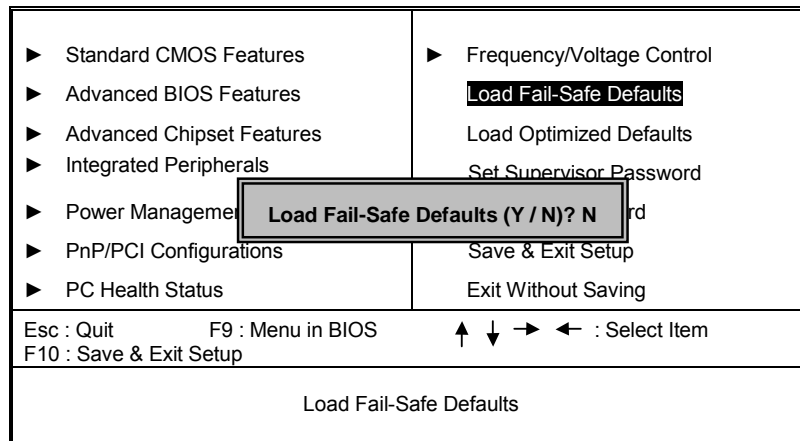 ► Standard CMOS Features
► Advanced BIOS Features
► Advanced Chipset Features
► Integrated Peripherals
► Power Manageme
► PnP/PCI Configurations
► PC Health Status
► Frequency/Voltage Control
Load Fail-Safe Defaults
Load Optimized Defaults
Set Supervisor Password
rd
Save & Exit Setup
Exit Without Saving
Load Fail-Safe Defaults (Y / N)? N
Esc : Quit F9 : Menu in BIOS ↑ ↓ → ← : Select Item
F10 : Save & Exit Setup
Load Fail-Safe Defaults